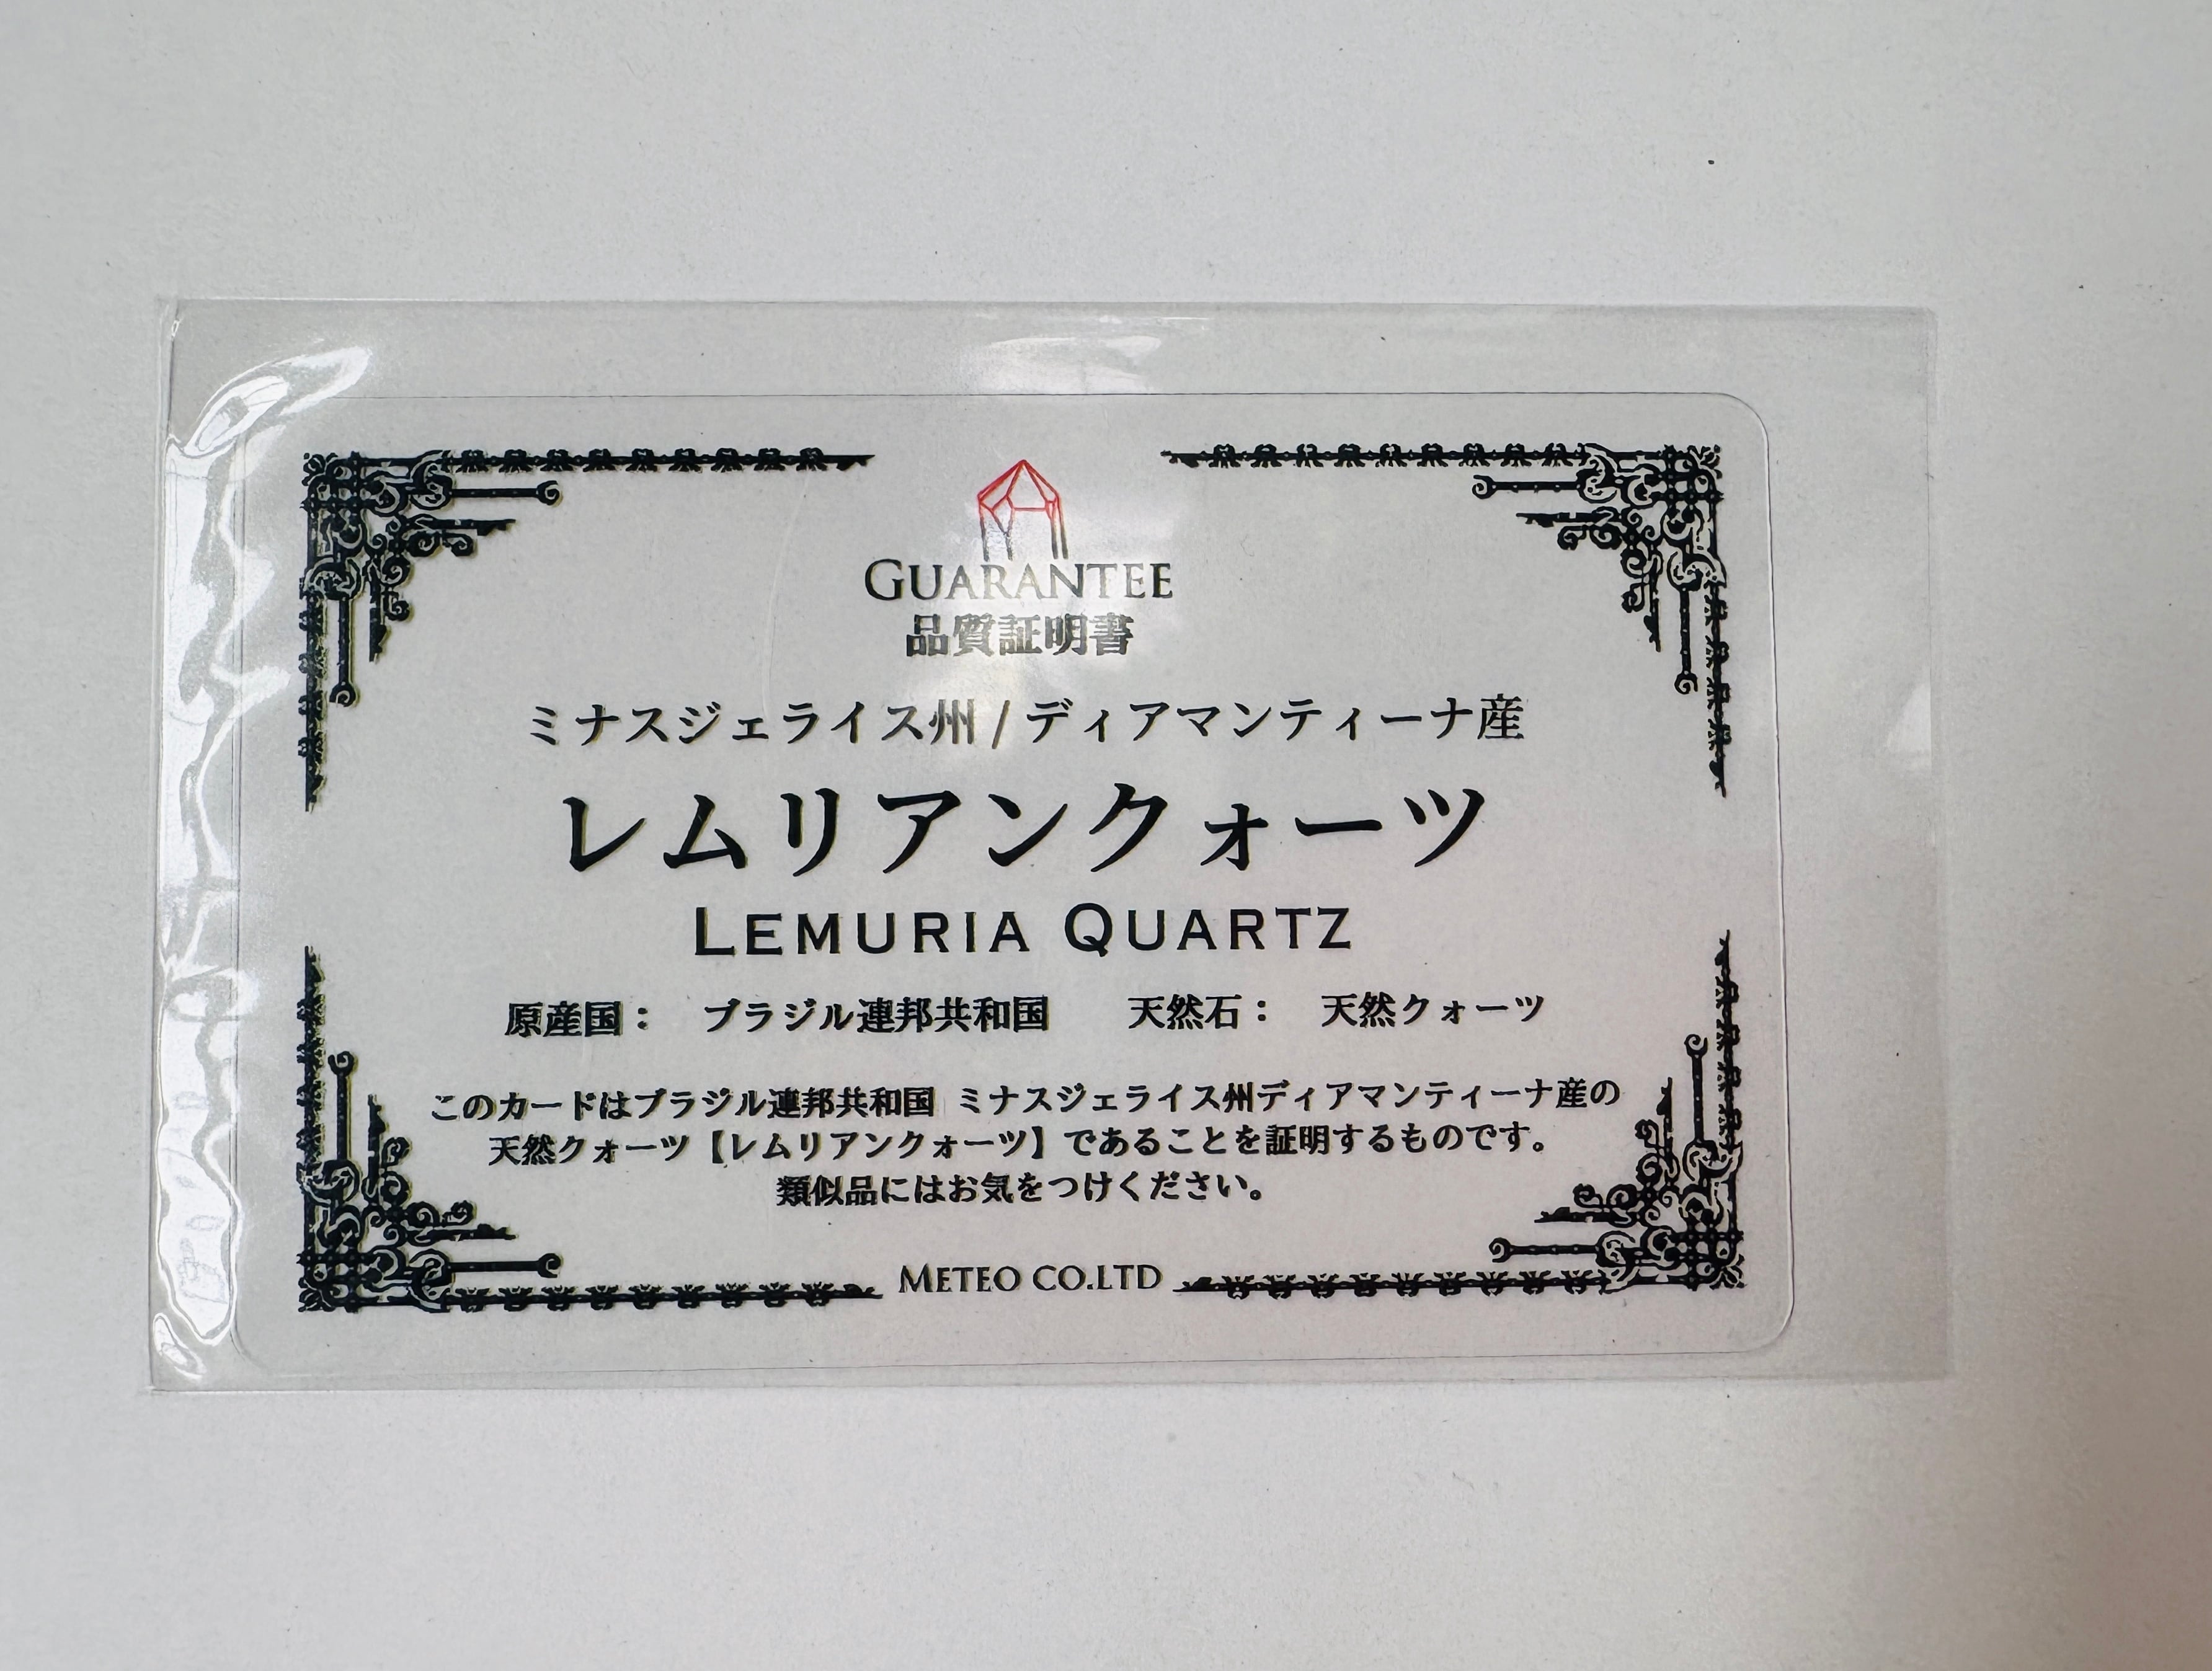 GUARANTEE
品質証明書
ミナスジェライス州 / ディアマンティーナ産
レムリアンクォーツ
LEMURIA QUARTZ
原産国： ブラジル連邦共和国 天然石： 天然クォーツ
このカードはブラジル連邦共和国 ミナスジェライス州ディアマンティーナ産の
天然クォーツ【レムリアンクォーツ】であることを証明するものです。
類似品にはお気をつけください。
METEO CO.LTD